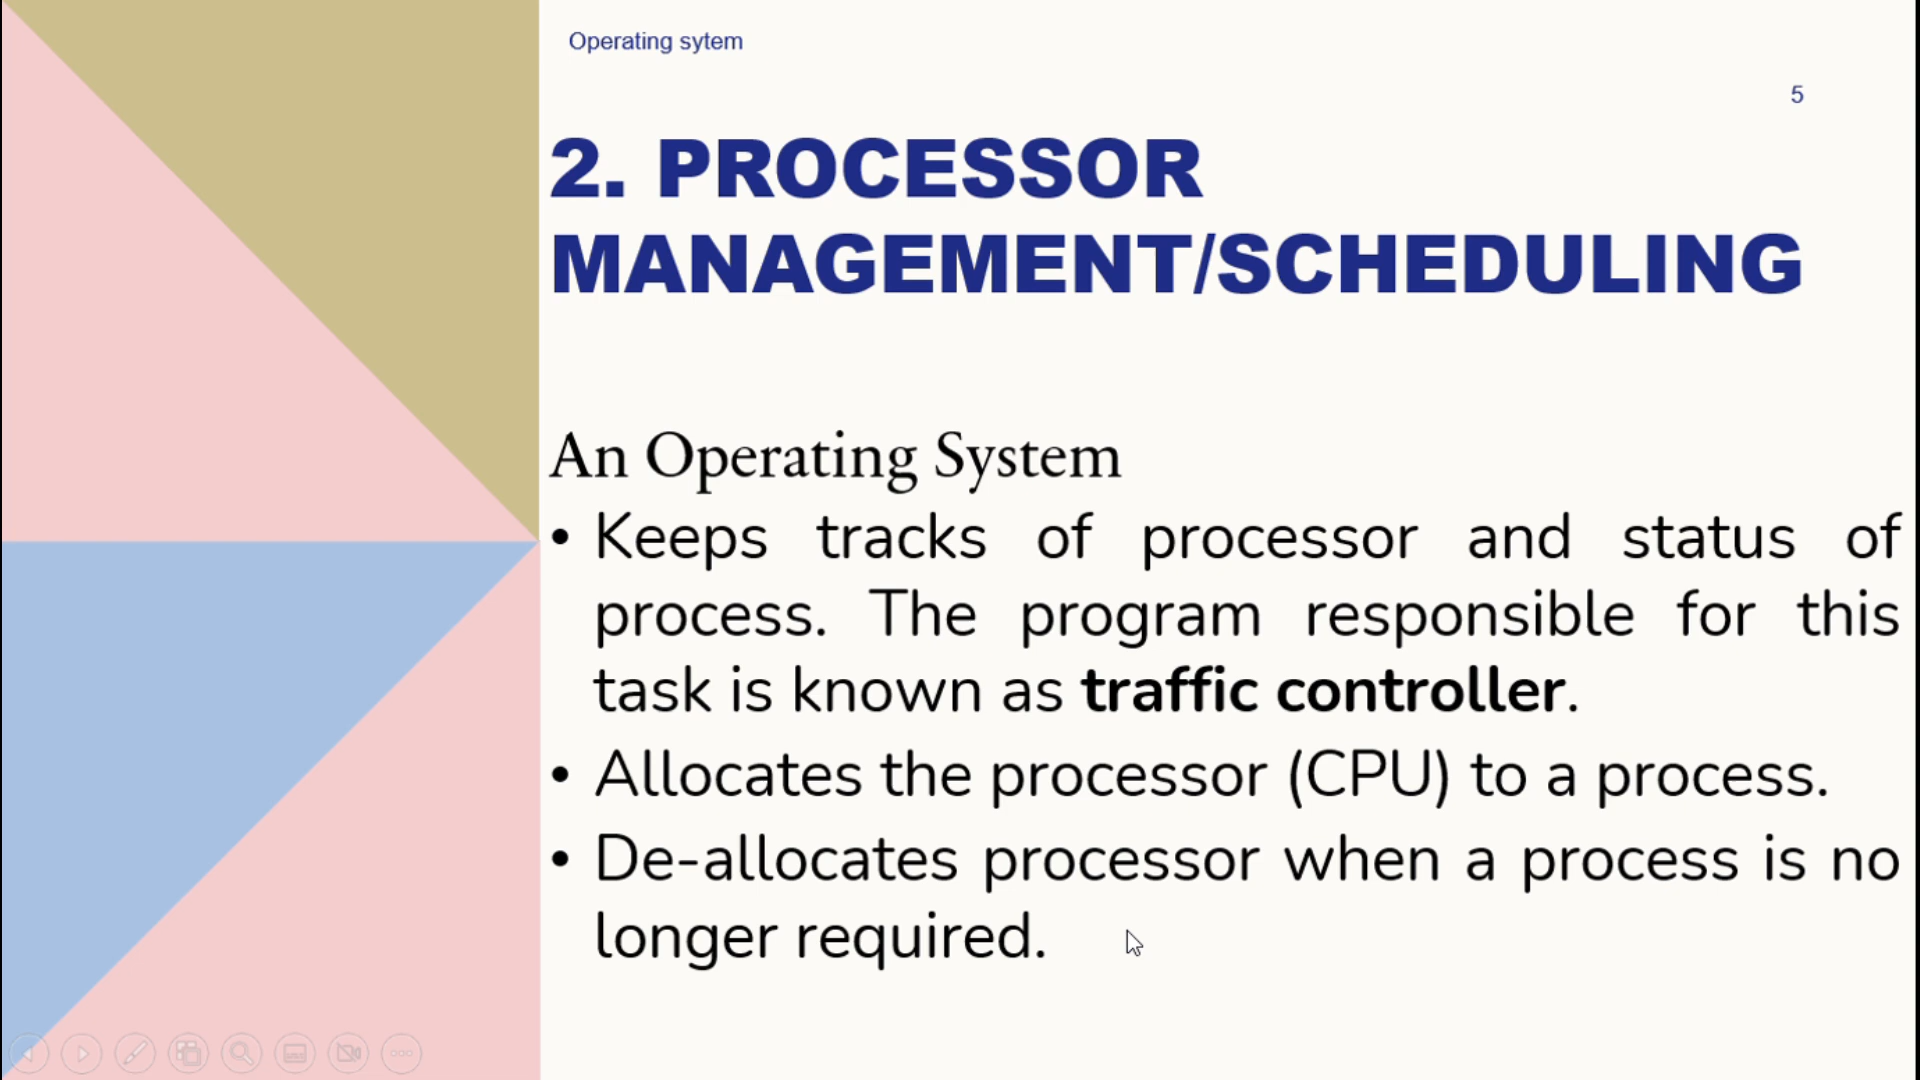 Operating sytem
5
2. PROCESSOR
MANAGEMENT/SCHEDULING
An Operating System
• Keeps tracks of processor and status of
process. The program responsible for this
task is known as traffic controller.
• Allocates the processor (CPU) to a process.
• De-allocates processor when a process is no
longer required.